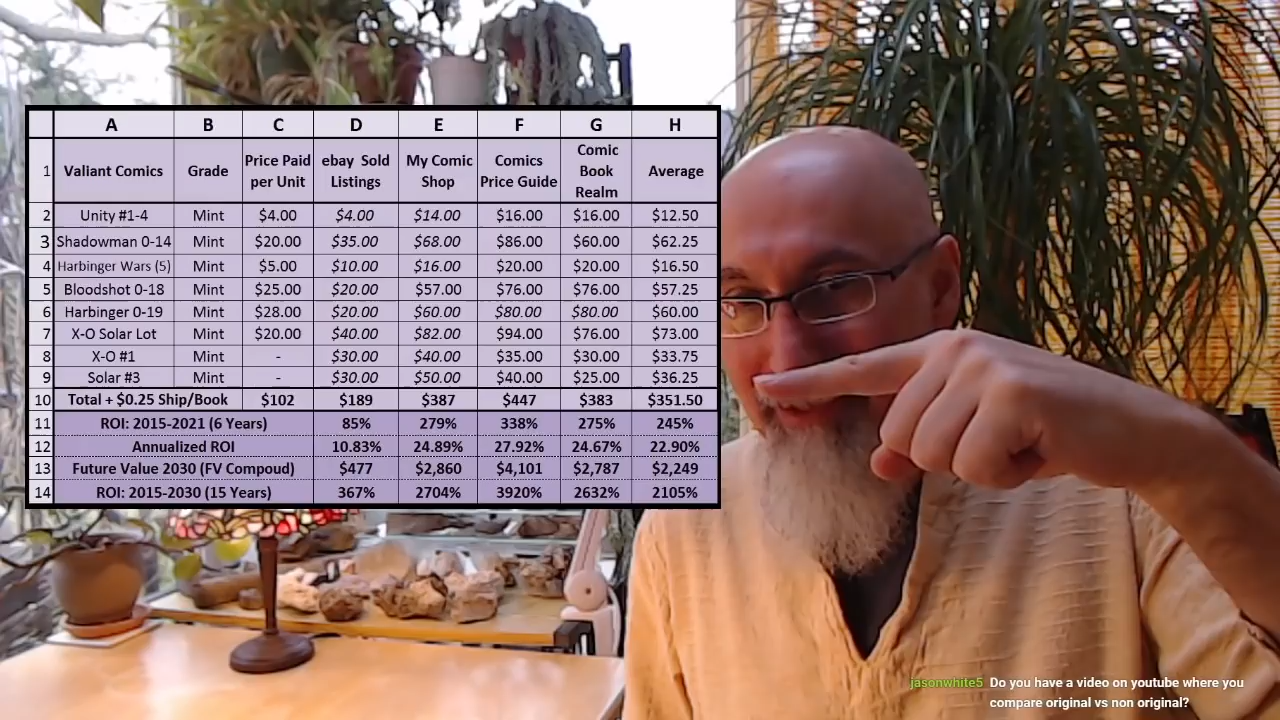 A B C D E F G H
1 Valiant Comics Grade Price Paid per Unit ebay Sold Listings My Comic Shop Comics Price Guide Comic Book Realm Average
2 Unity #1-4 Mint $4.00 $4.00 $14.00 $16.00 $16.00 $12.50
3 Shadowman 0-14 Mint $20.00 $35.00 $68.00 $86.00 $60.00 $62.25
4 Harbinger Wars (5) Mint $5.00 $10.00 $16.00 $20.00 $20.00 $16.50
5 Bloodshot 0-18 Mint $25.00 $20.00 $57.00 $76.00 $76.00 $57.25
6 Harbinger 0-19 Mint $28.00 $20.00 $60.00 $80.00 $80.00 $60.00
7 X-O Solar Lot Mint $20.00 $40.00 $82.00 $94.00 $76.00 $73.00
8 X-O #1 Mint - $30.00 $40.00 $35.00 $30.00 $33.75
9 Solar #3 Mint - $30.00 $50.00 $40.00 $25.00 $36.25
10 Total + $0.25 Ship/Book $102 $189 $387 $447 $383 $351.50
11 ROI: 2015-2021 (6 Years) 85% 279% 338% 275% 245%
12 Annualized ROI 10.83% 24.89% 27.92% 24.67% 22.90%
13 Future Value 2030 (FV Compoud) $477 $2,860 $4,101 $2,787 $2,249
14 ROI: 2015-2030 (15 Years) 367% 2704% 3920% 2632% 2105%
jasonwhite5 Do you have a video on youtube where you
compare original vs non original?